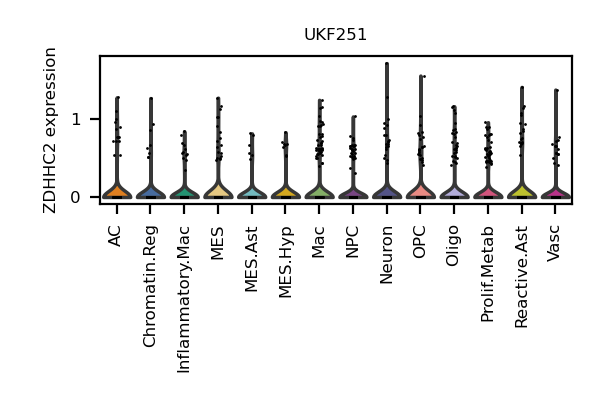 UKF251
ZDHHC2 expression
1
0
AC
Chromatin.Reg
Inflammatory.Mac
MES
MES.Ast
MES.Hyp
Mac
NPC
Neuron
OPC
Oligo
Prolif.Metab
Reactive.Ast
Vasc